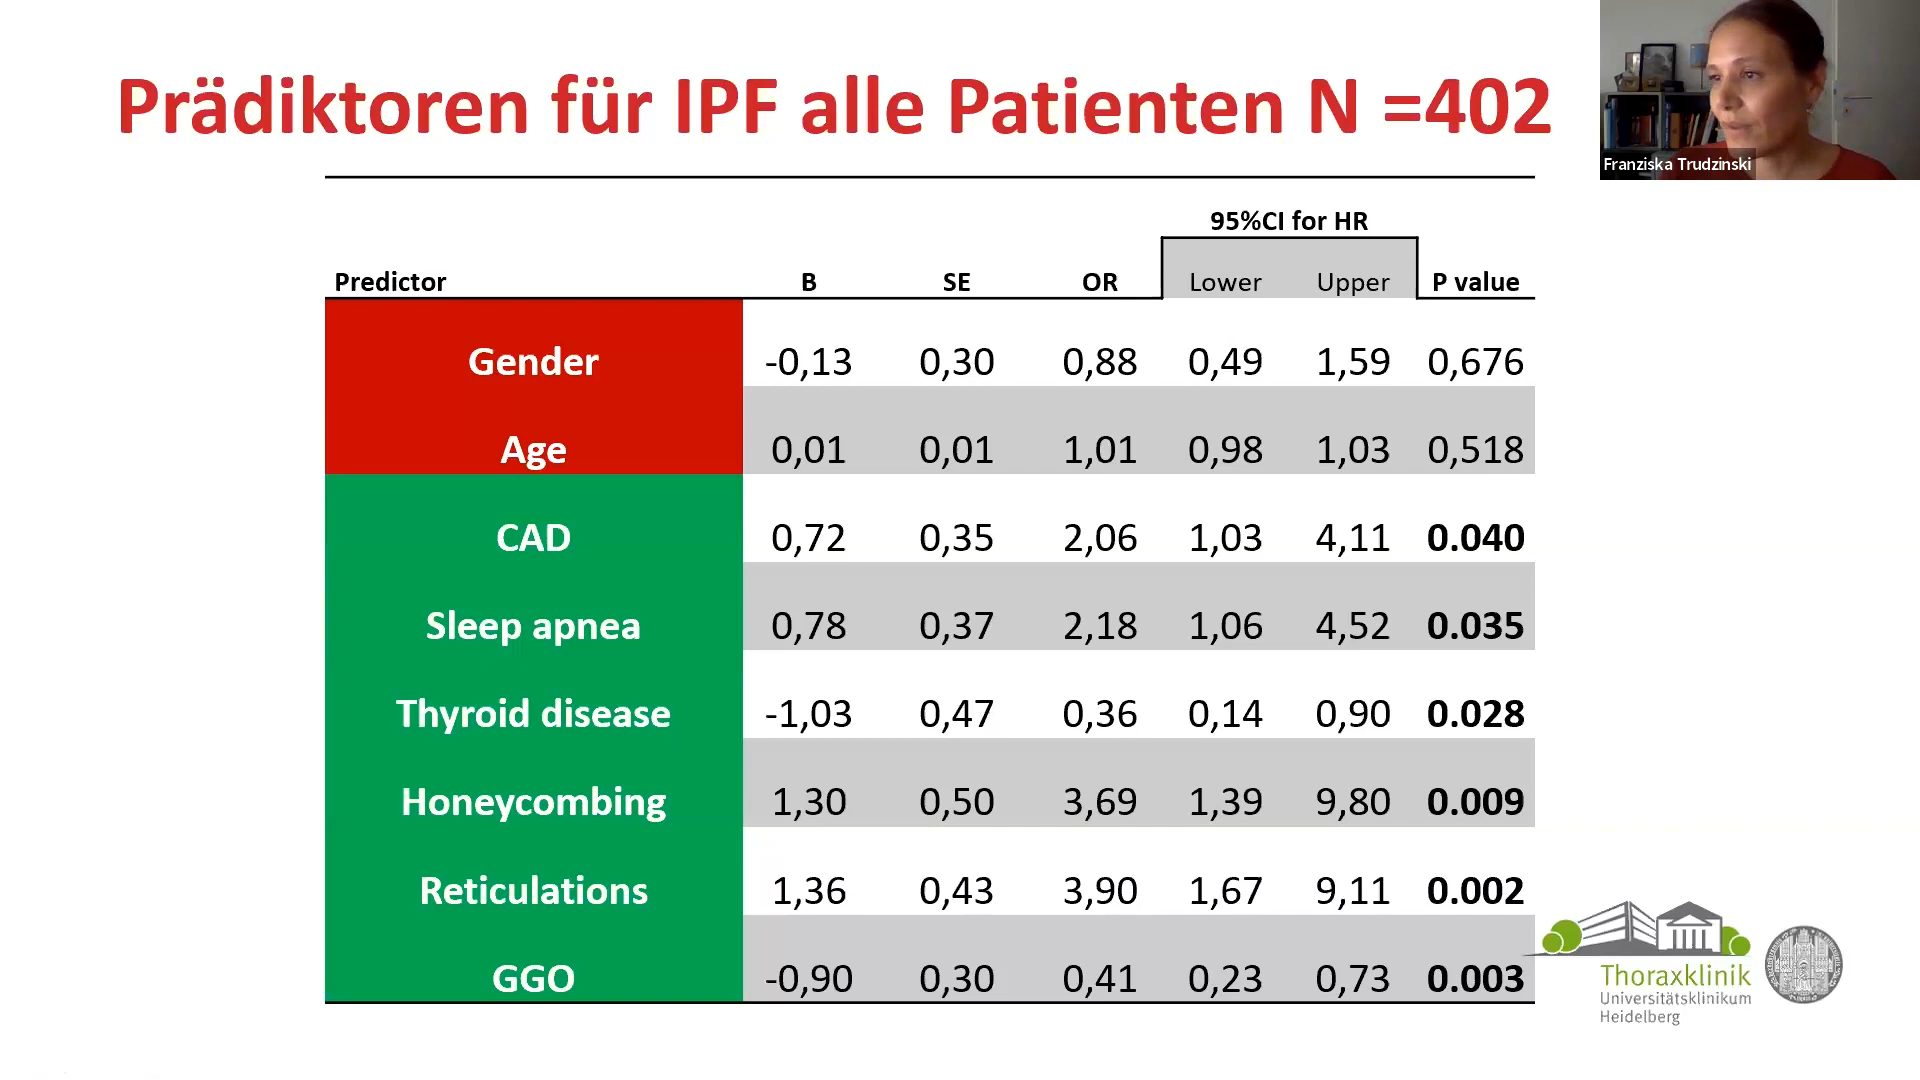 Prädiktoren für IPF alle Patienten N =402
Franziska Trudzinski
95%CI for HR
Predictor B SE OR Lower Upper P value
Gender -0,13 0,30 0,88 0,49 1,59 0,676
Age 0,01 0,01 1,01 0,98 1,03 0,518
CAD 0,72 0,35 2,06 1,03 4,11 0.040
Sleep apnea 0,78 0,37 2,18 1,06 4,52 0.035
Thyroid disease -1,03 0,47 0,36 0,14 0,90 0.028
Honeycombing 1,30 0,50 3,69 1,39 9,80 0.009
Reticulations 1,36 0,43 3,90 1,67 9,11 0.002
GGO -0,90 0,30 0,41 0,23 0,73 0.003
Thoraxklinik
Universitätsklinikum
Heidelberg